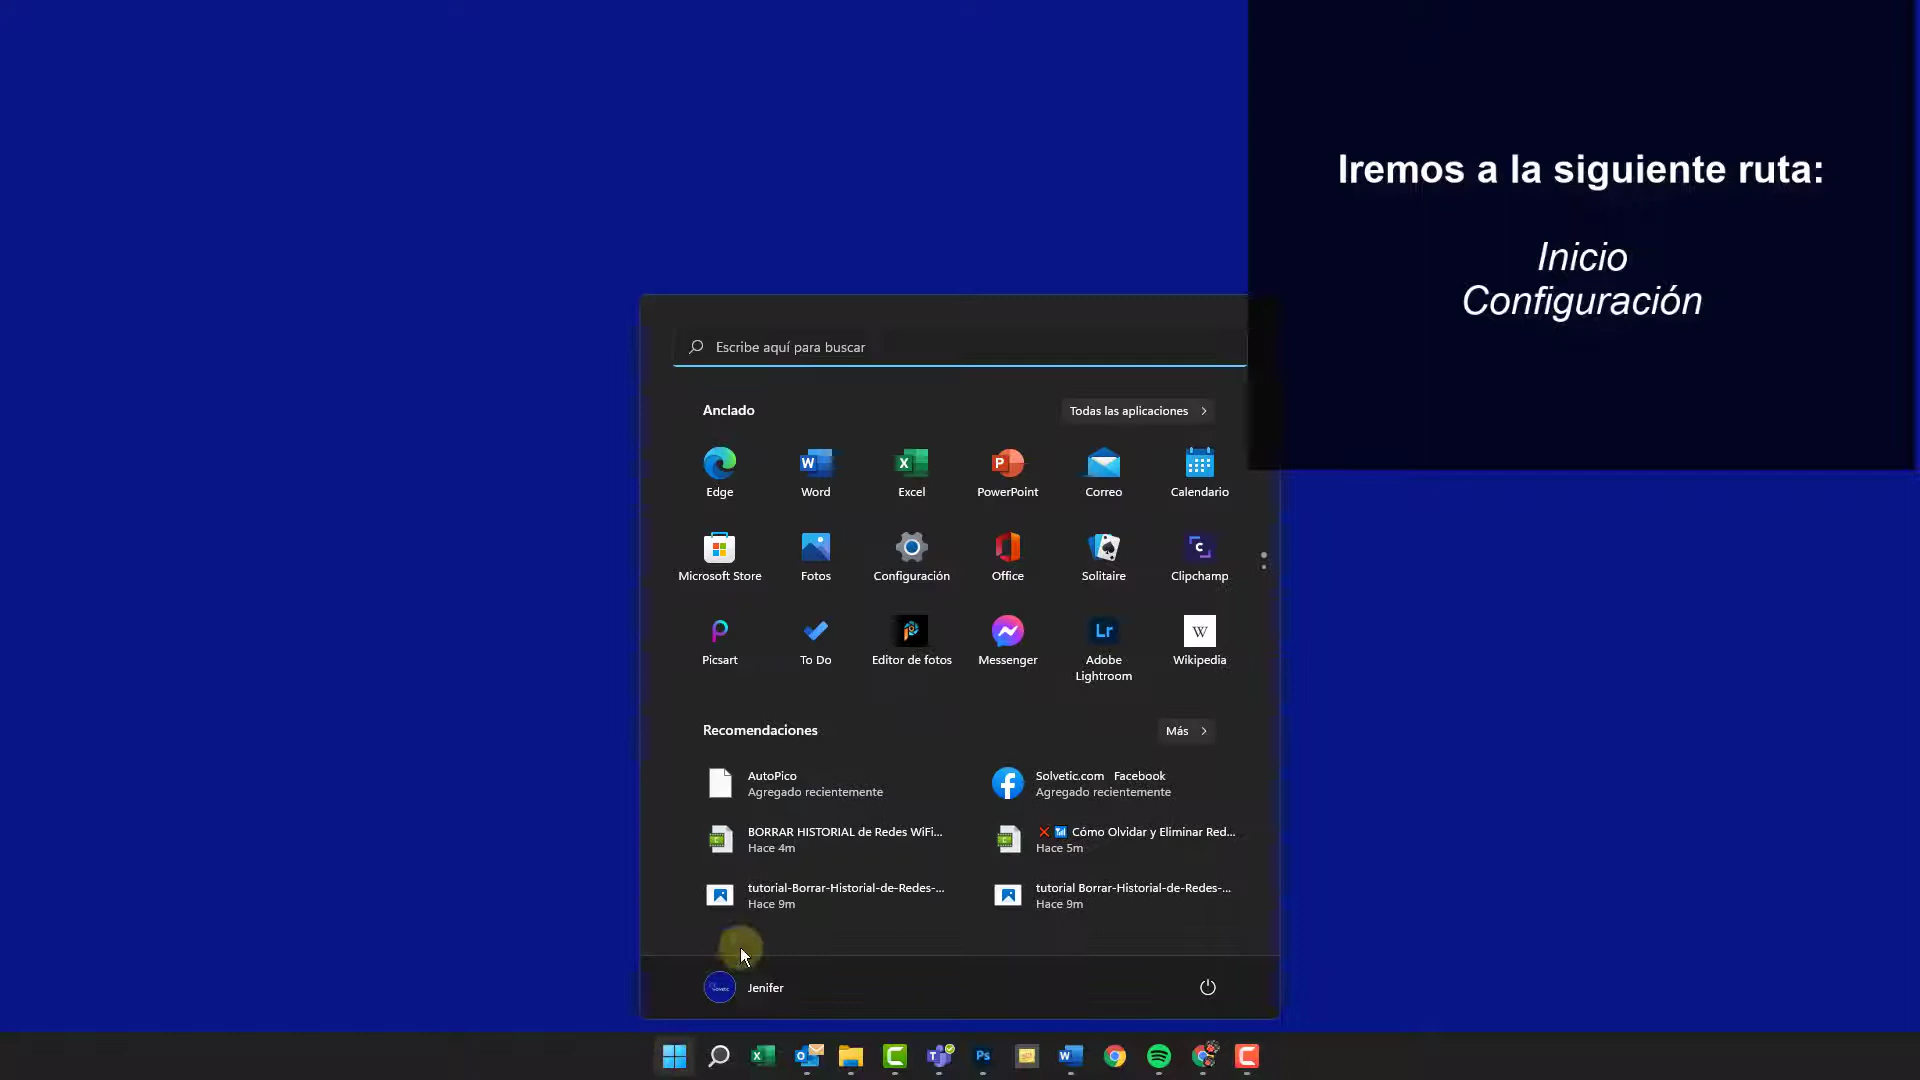 Iremos a la siguiente ruta:
Inicio
Configuración
Escribe aquí para buscar
Anclado
Todas las aplicaciones
Edge
Word
Excel
PowerPoint
Correo
Calendario
Microsoft Store
Fotos
Configuración
Office
Solitaire
Clipchamp
Picsart
To Do
Editor de fotos
Messenger
Adobe
Lightroom
Wikipedia
Recomendaciones
Más
AutoPico
Agregado recientemente
Solvetic.com Facebook
Agregado recientemente
BORRAR HISTORIAL de Redes WiFi...
Hace 4m
Cómo Olvidar y Eliminar Red...
Hace 5m
tutorial-Borrar-Historial-de-Redes-...
Hace 9m
tutorial Borrar-Historial-de-Redes-...
Hace 9m
Jenifer